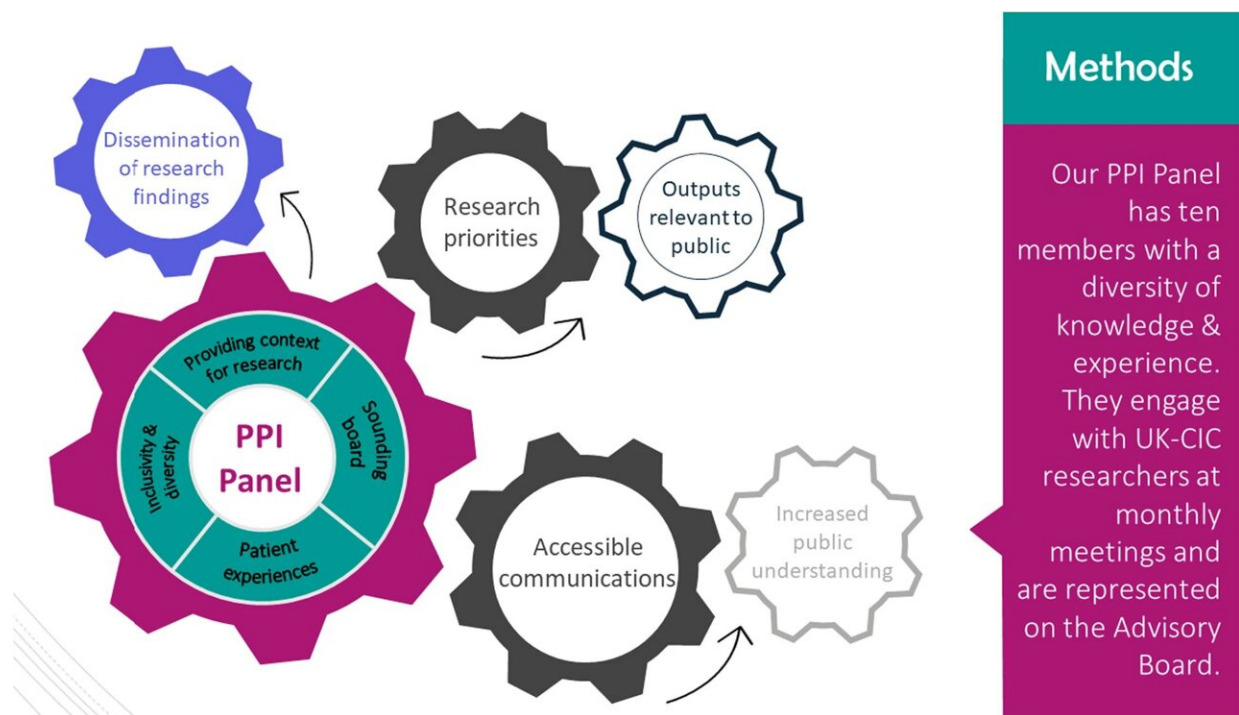 Dissemination
of research
findings
Research
priorities
Outputs
relevant to
public
Providing context
for research
Inclusivity &
diversity
PPI
Panel
Sounding
board
Patient
experiences
Accessible
communications
Increased
public
understanding
Methods
Our PPI Panel
has ten
members with a
diversity of
knowledge &
experience.
They engage
with UK-CIC
researchers at
monthly
meetings and
are represented
on the Advisory
Board.